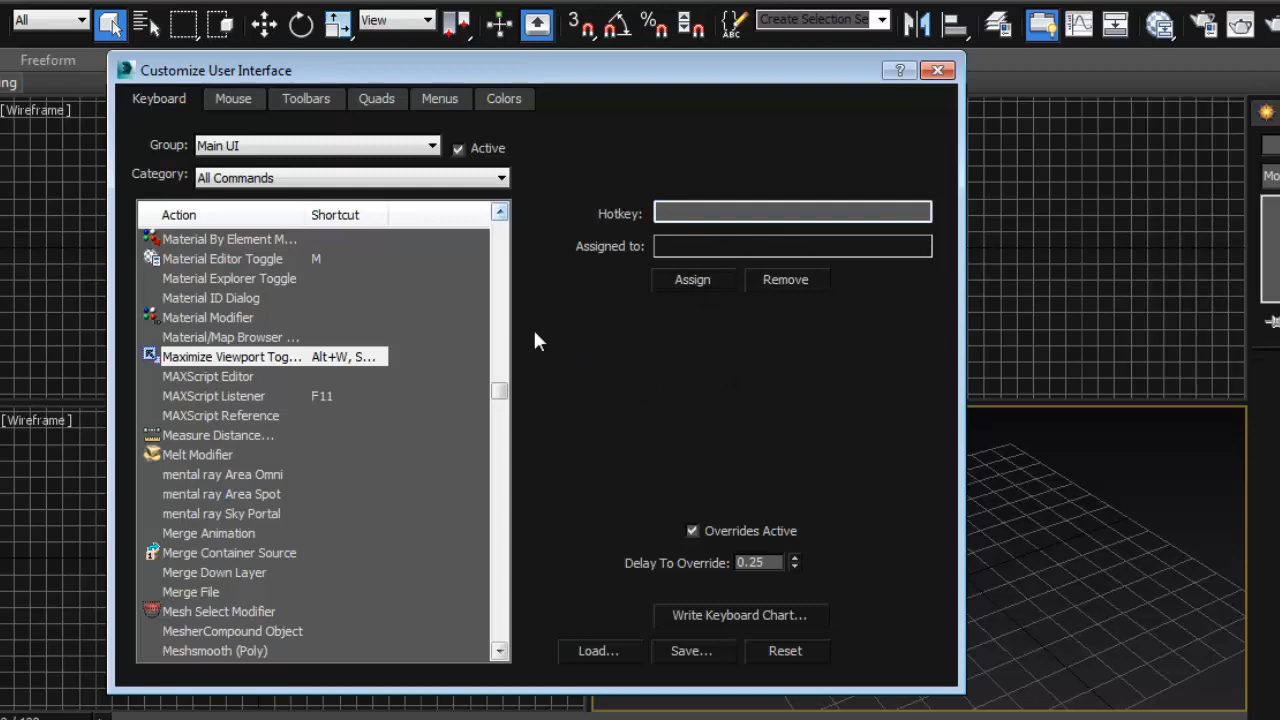 All
View
3
%
ABC
Create Selection Se
Freeform
ng
Customize User Interface
?
Keyboard Mouse Toolbars Quads Menus Colors
[Wireframe ]
Group: Main UI Active
Category: All Commands
Mo
Action Shortcut
Hotkey:
Assigned to:
Assign Remove
Material By Element M...
Material Editor Toggle M
Material Explorer Toggle
Material ID Dialog
Material Modifier
Material/Map Browser ...
Maximize Viewport Tog... Alt+W, S...
MAXScript Editor
MAXScript Listener F11
MAXScript Reference
[Wireframe ]
Measure Distance...
Melt Modifier
mental ray Area Omni
mental ray Area Spot
mental ray Sky Portal
Merge Animation
Merge Container Source
Merge Down Layer
Merge File
Mesh Select Modifier
MesherCompound Object
Meshsmooth (Poly)
Overrides Active
Delay To Override: 0.25
Write Keyboard Chart...
Load... Save... Reset